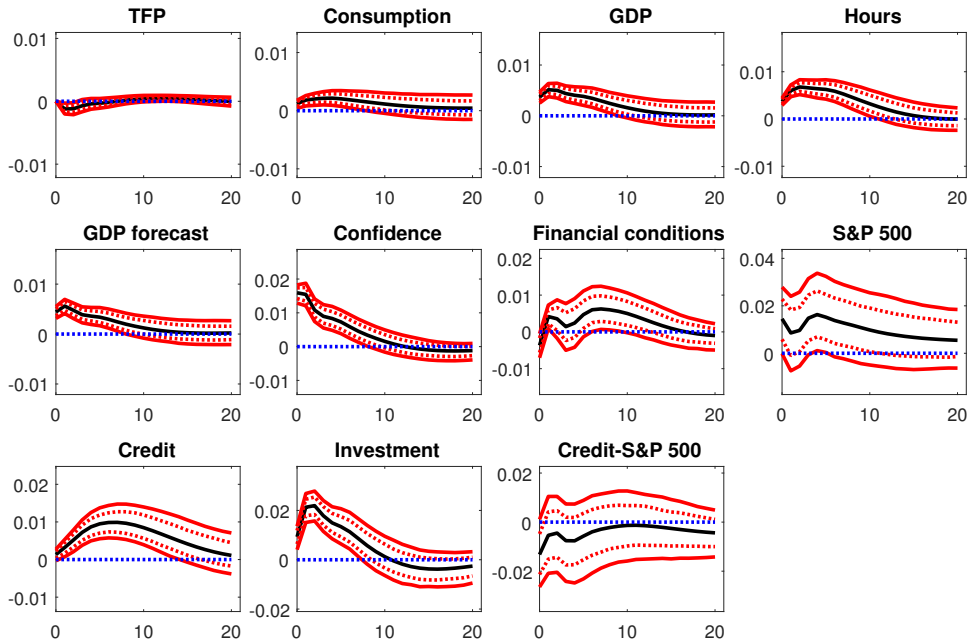 TFP Consumption GDP Hours
0.01 0.01 0.01 0.01
0 0 0 0
-0.01 -0.01 -0.01 -0.01
0 10 20 0 10 20 0 10 20 0 10 20
GDP forecast Confidence Financial conditions S&P 500
0.01 0.02 0.02 0.04
0 0.01 0.01 0.02
-0.01 0 0 0
-0.01 -0.01
0 10 20 0 10 20 0 10 20 0 10 20
Credit Investment Credit-S&P 500
0.02 0.02 0.02
0.01 0 0
0 -0.02 -0.02
-0.01
0 10 20 0 10 20 0 10 20